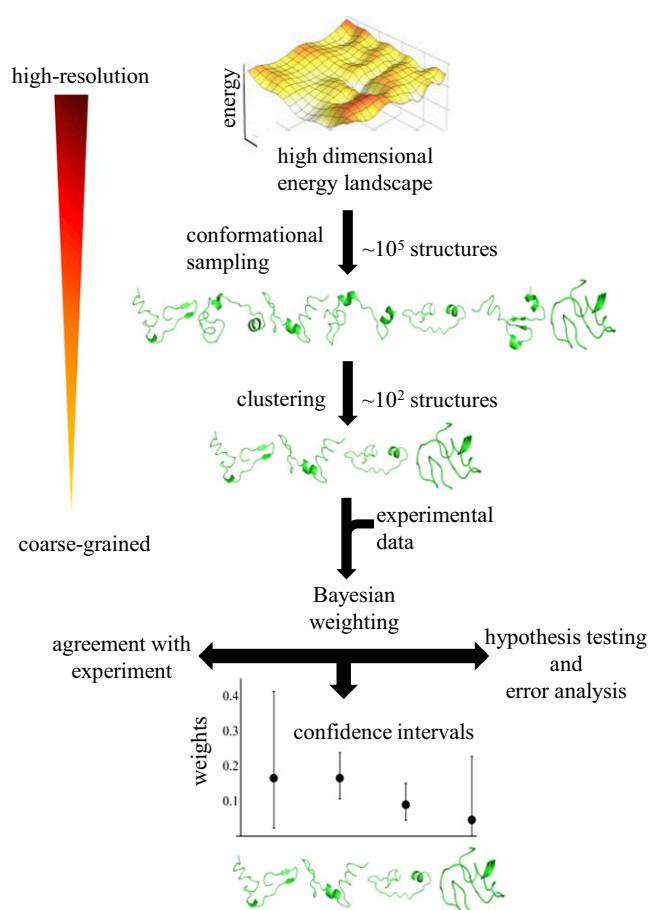 high-resolution
energy
high dimensional
energy landscape
conformational
sampling
~10⁵ structures
clustering
~10² structures
coarse-grained
experimental
data
Bayesian
weighting
agreement with
experiment
hypothesis testing
and
error analysis
confidence intervals
weights
0.4
0.3
0.2
0.1